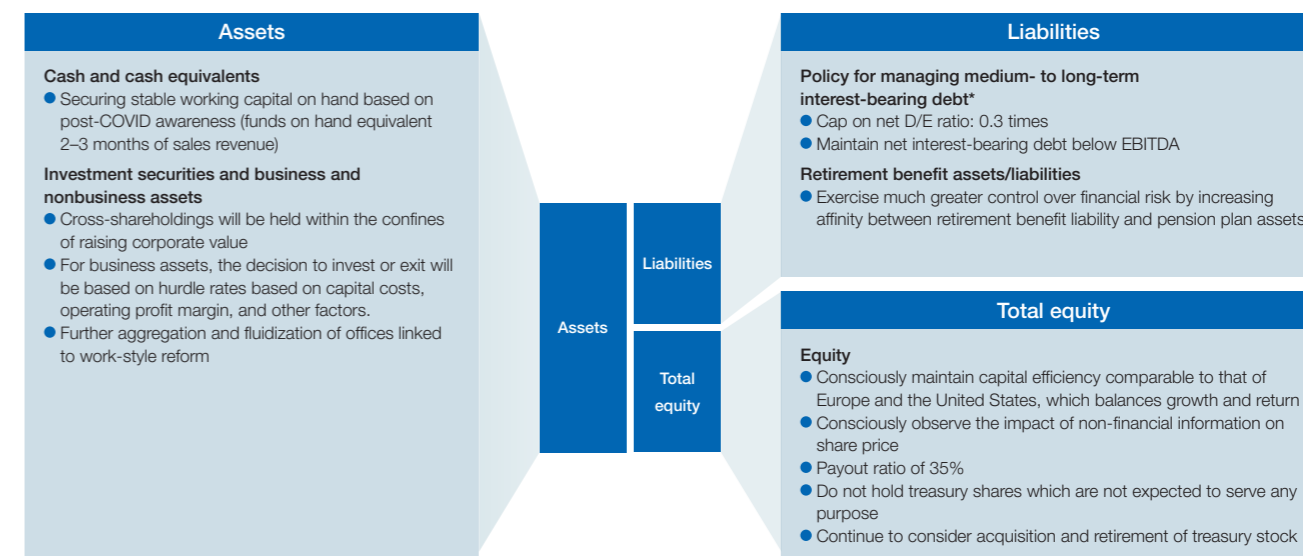 Assets
Cash and cash equivalents
● Securing stable working capital on hand based on
post-COVID awareness (funds on hand equivalent
2–3 months of sales revenue)
Investment securities and business and
nonbusiness assets
● Cross-shareholdings will be held within the confines
of raising corporate value
● For business assets, the decision to invest or exit will
be based on hurdle rates based on capital costs,
operating profit margin, and other factors.
● Further aggregation and fluidization of offices linked
to work-style reform
Assets
Liabilities
Total
equity
Liabilities
Policy for managing medium- to long-term
interest-bearing debt*
● Cap on net D/E ratio: 0.3 times
● Maintain net interest-bearing debt below EBITDA
Retirement benefit assets/liabilities
● Exercise much greater control over financial risk by increasing
affinity between retirement benefit liability and pension plan assets
Total equity
Equity
● Consciously maintain capital efficiency comparable to that of
Europe and the United States, which balances growth and return
● Consciously observe the impact of non-financial information on
share price
● Payout ratio of 35%
● Do not hold treasury shares which are not expected to serve any
purpose
● Continue to consider acquisition and retirement of treasury stock